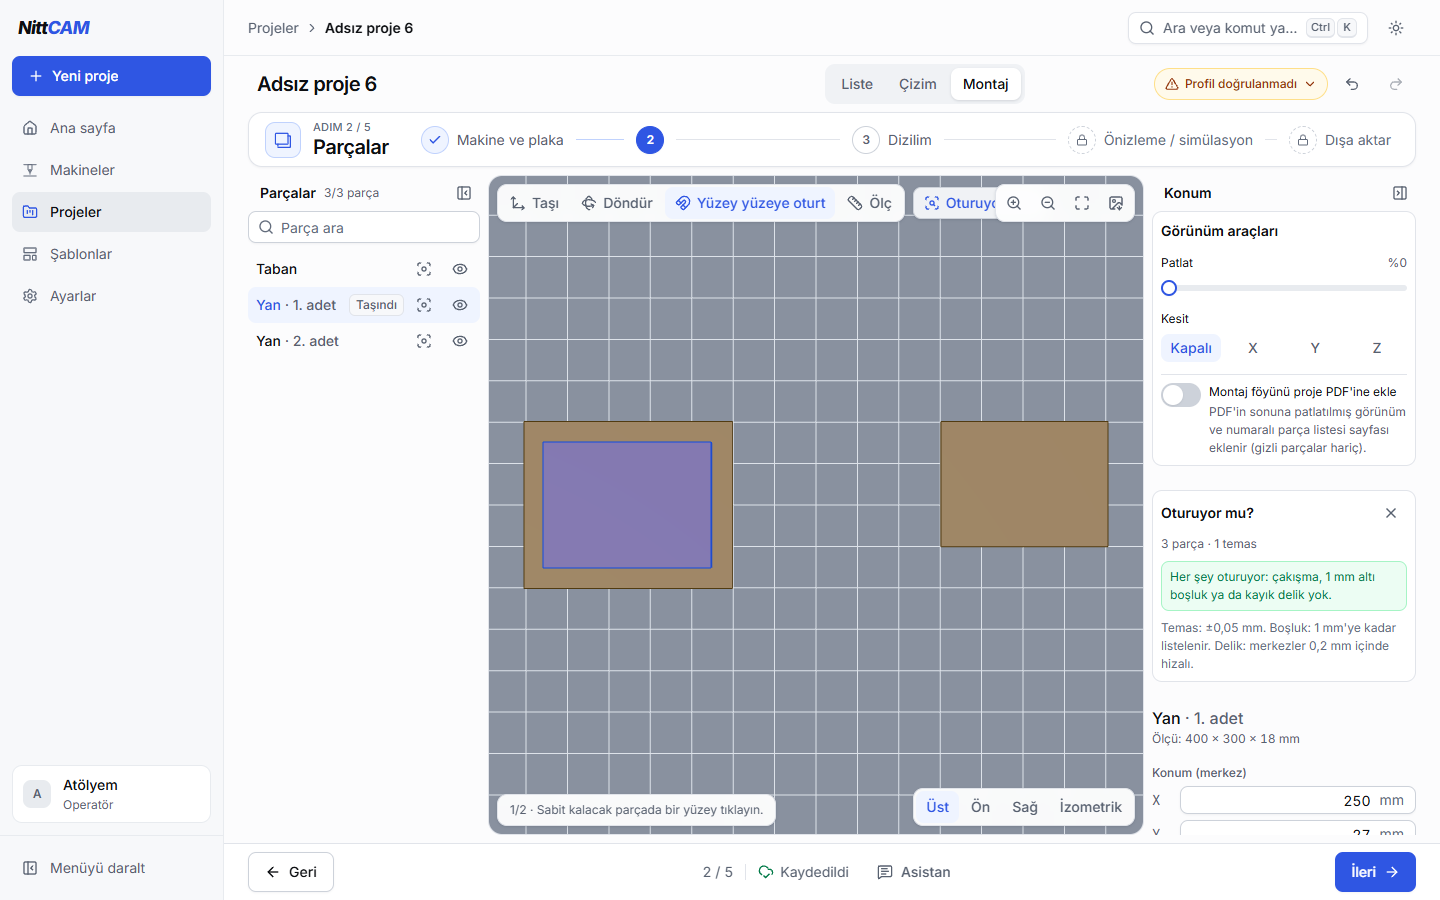 NittCAM
Yeni proje
Ana sayfa
Makineler
Projeler
Şablonlar
Ayarlar
A
Atölyem
Operatör
Menüyü daralt
Projeler > Adsız proje 6
Ara veya komut ya... Ctrl K
Adsız proje 6
Liste Çizim Montaj
Profil doğrulanmadı
ADIM 2 / 5
Parçalar
Makine ve plaka
2
3 Dizilim
Önizleme / simülasyon
Dışa aktar
Parçalar 3/3 parça
Parça ara
Taban
Yan · 1. adet Taşındı
Yan · 2. adet
Taşı Döndür Yüzey yüzeye oturt Ölç
Oturuyo
1/2 · Sabit kalacak parçada bir yüzey tıklayın.
Üst Ön Sağ İzometrik
Konum
Görünüm araçları
Patlat %0
Kesit
Kapalı X Y Z
Montaj föyünü proje PDF'ine ekle
PDF'in sonuna patlatılmış görünüm
ve numaralı parça listesi sayfası
eklenir (gizli parçalar hariç).
Oturuyor mu?
3 parça · 1 temas
Her şey oturuyor: çakışma, 1 mm altı
boşluk ya da kayık delik yok.
Temas: ±0,05 mm. Boşluk: 1 mm'ye kadar
listelenir. Delik: merkezler 0,2 mm içinde
hizalı.
Yan · 1. adet
Ölçü: 400 × 300 × 18 mm
Konum (merkez)
X 250 mm
Y 27 mm
Geri
2 / 5 Kaydedildi Asistan
İleri